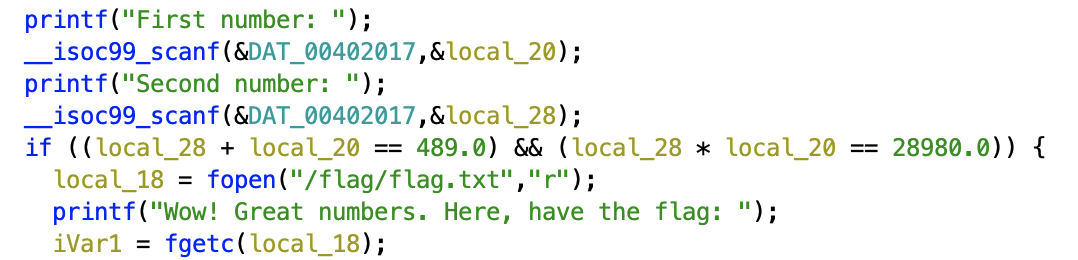 printf("First number: ");
__isoc99_scanf(&DAT_00402017,&local_20);
printf("Second number: ");
__isoc99_scanf(&DAT_00402017,&local_28);
if ((local_28 + local_20 == 489.0) && (local_28 * local_20 == 28980.0)) {
  local_18 = fopen("/flag/flag.txt","r");
  printf("Wow! Great numbers. Here, have the flag: ");
  iVar1 = fgetc(local_18);